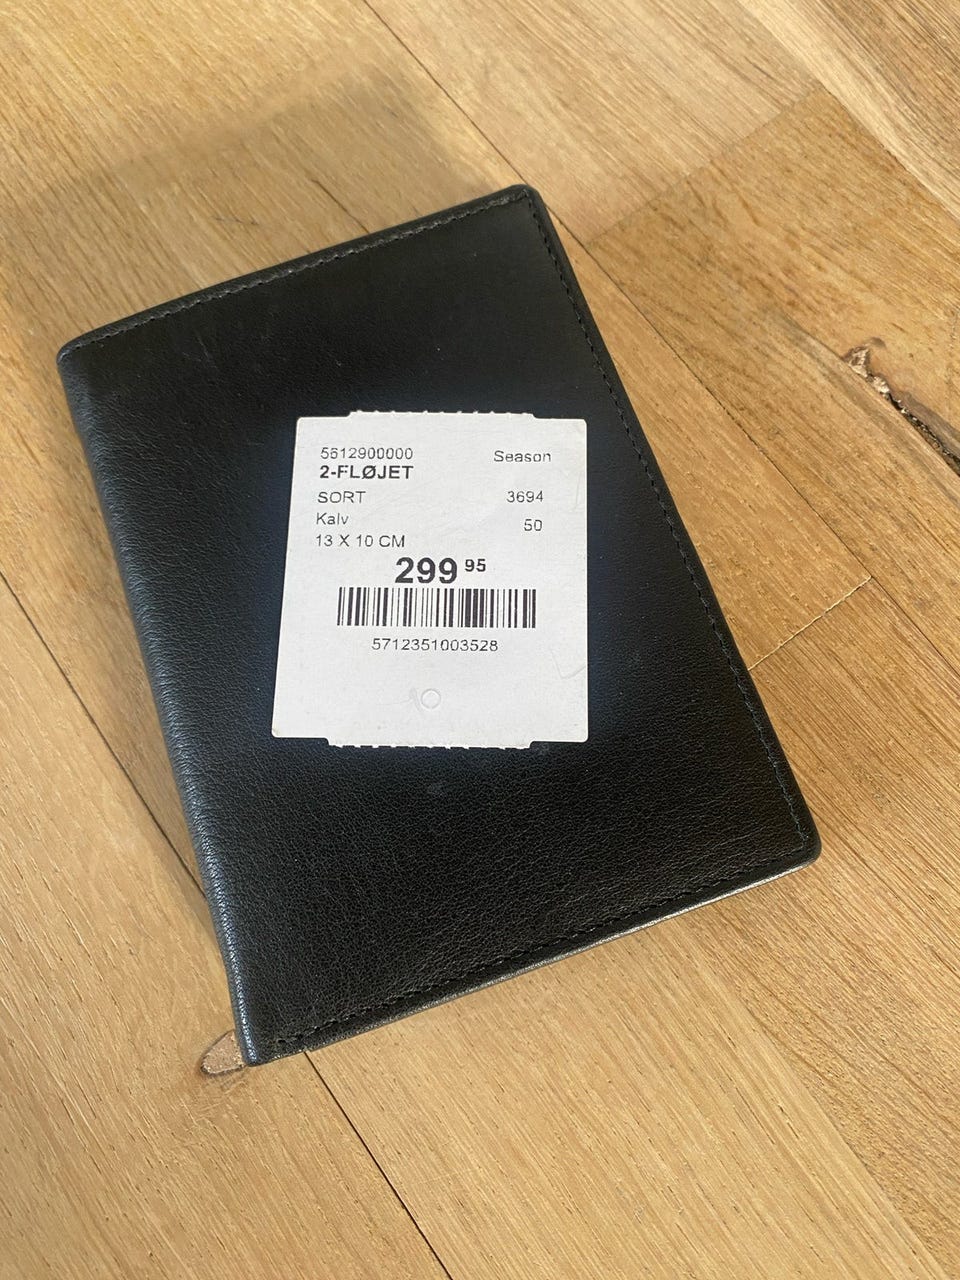 5612900000 Season
2-FLØJET
SORT 3694
Kalv 50
13 X 10 CM
299 95
5712351003528